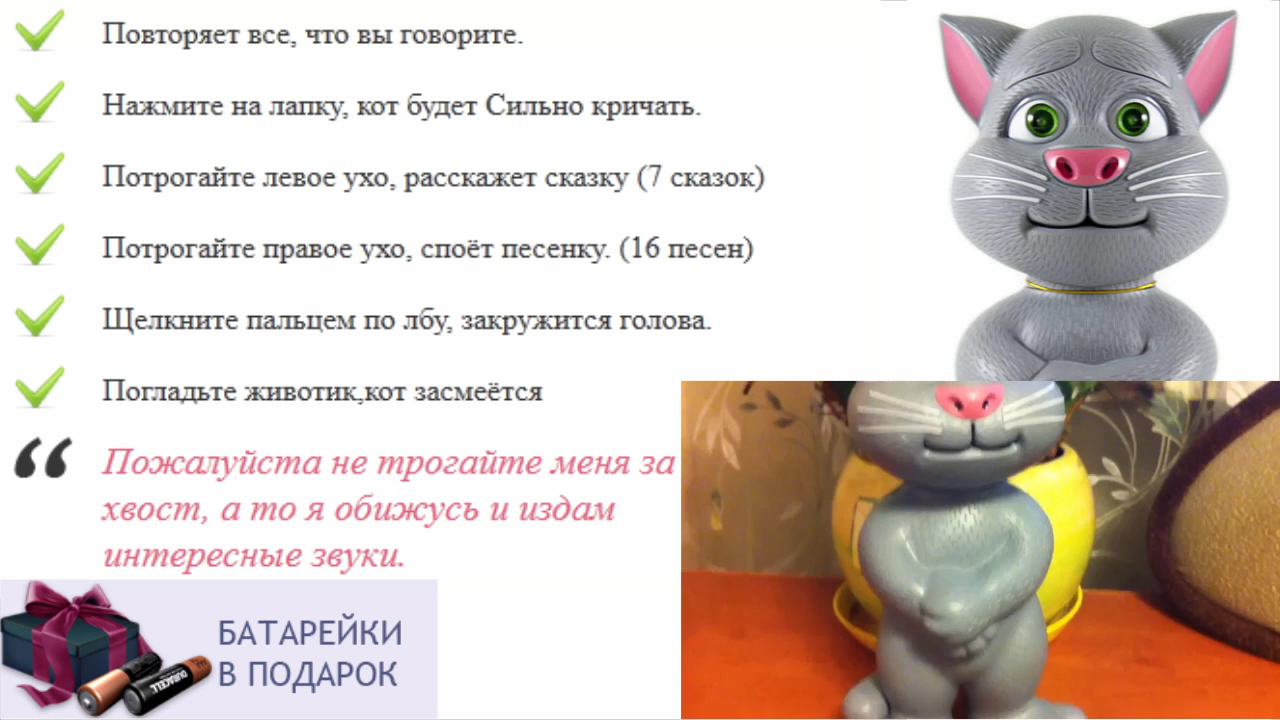 Повторяет все, что вы говорите.
Нажмите на лапку, кот будет Сильно кричать.
Потрогайте левое ухо, расскажет сказку (7 сказок)
Потрогайте правое ухо, споёт песенку. (16 песен)
Щелкните пальцем по лбу, закружится голова.
Погладьте животик,кот засмеётся
“ Пожалуйста не трогайте меня за
хвост, а то я обижусь и издам
интересные звуки.
БАТАРЕЙКИ
В ПОДАРОК
DURACELL